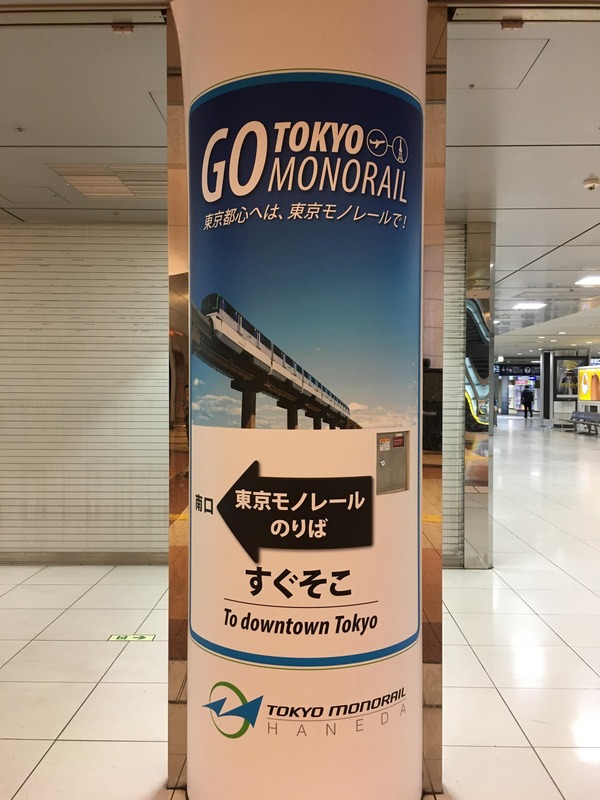 GO TOKYO
MONORAIL
東京都心へは、東京モノレールで!
南口
東京モノレール
のりば
すぐそこ
To downtown Tokyo
TOKYO MONORAIL
HANEDA